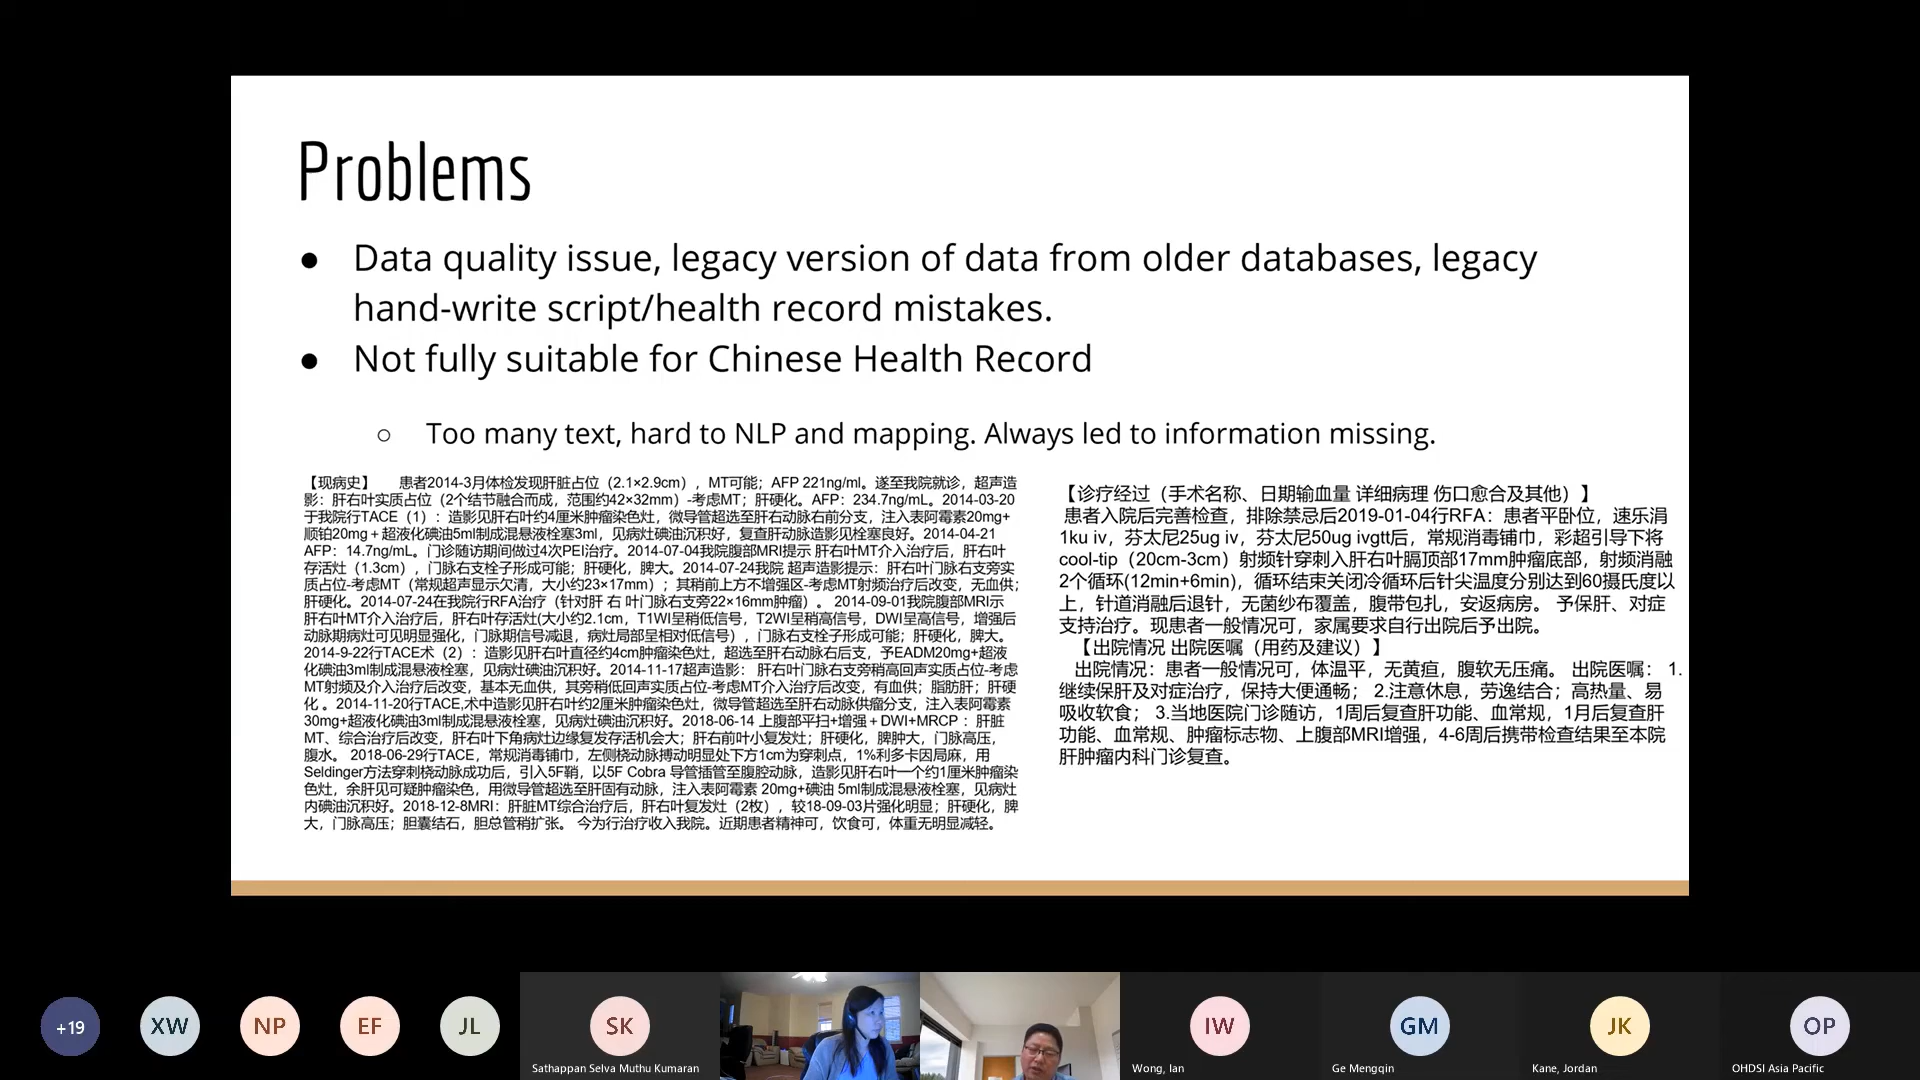 Problems
● Data quality issue, legacy version of data from older databases, legacy
hand-write script/health record mistakes.
● Not fully suitable for Chinese Health Record
○ Too many text, hard to NLP and mapping. Always led to information missing.
【现病史】 患者2014-3月体检发现肝脏占位（2.1×2.9cm），MT可能；AFP 221ng/ml。遂至我院就诊，超声造
影：肝右叶实质占位（2个结节融合而成，范围约42×32mm）-考虑MT；肝硬化。AFP：234.7ng/mL。2014-03-20
于我院行TACE（1）：造影见肝右叶约4厘米肿瘤染色灶，微导管超选至肝右动脉右前分支，注入表阿霉素20mg+
顺铂20mg＋超液化碘油5ml制成混悬液栓塞3ml，见病灶碘油沉积好，复查肝动脉造影见栓塞良好。2014-04-21
AFP：14.7ng/mL。门诊随访期间做过4次PEI治疗。2014-07-04我院腹部MRI提示 肝右叶MT介入治疗后，肝右叶
存活灶（1.3cm），门脉右支栓子形成可能；肝硬化，脾大。2014-07-24我院 超声造影提示：肝右叶门脉右支旁实
质占位-考虑MT（常规超声显示欠清，大小约23×17mm）；其稍前上方不增强区-考虑MT射频治疗后改变，无血供；
肝硬化。2014-07-24在我院行RFA治疗（针对肝 右 叶门脉右支旁22×16mm肿瘤）。 2014-09-01我院腹部MRI示
肝右叶MT介入治疗后，肝右叶存活灶(大小约2.1cm，T1WI呈稍低信号，T2WI呈稍高信号，DWI呈高信号，增强后
动脉期病灶可见明显强化，门脉期信号减退，病灶局部呈相对低信号），门脉右支栓子形成可能；肝硬化，脾大。
2014-9-22行TACE术（2）：造影见肝右叶直径约4cm肿瘤染色灶，超选至肝右动脉右后支，予EADM20mg+超液
化碘油3ml制成混悬液栓塞，见病灶碘油沉积好。2014-11-17超声造影： 肝右叶门脉右支旁稍高回声实质占位-考虑
MT射频及介入治疗后改变，基本无血供，其旁稍低回声实质占位-考虑MT介入治疗后改变，有血供；脂肪肝；肝硬
化 。2014-11-20行TACE,术中造影见肝右叶约2厘米肿瘤染色灶，微导管超选至肝右动脉供瘤分支，注入表阿霉素
30mg+超液化碘油3ml制成混悬液栓塞，见病灶碘油沉积好。2018-06-14 上腹部平扫+增强＋DWI+MRCP： 肝脏
MT、综合治疗后改变，肝右叶下角病灶边缘复发存活机会大；肝右前叶小复发灶；肝硬化，脾肿大，门脉高压，
腹水。 2018-06-29行TACE，常规消毒铺巾，左侧桡动脉搏动明显处下方1cm为穿刺点，1%利多卡因局麻，用
Seldinger方法穿刺桡动脉成功后，引入5F鞘，以5F Cobra 导管插管至腹腔动脉，造影见肝右叶一个约1厘米肿瘤染
色灶，余肝见可疑肿瘤染色，用微导管超选至肝固有动脉，注入表阿霉素 20mg+碘油 5ml制成混悬液栓塞，见病灶
内碘油沉积好。2018-12-8MRI：肝脏MT综合治疗后，肝右叶复发灶（2枚），较18-09-03片强化明显；肝硬化，脾
大，门脉高压；胆囊结石，胆总管稍扩张。 今为行治疗收入我院。近期患者精神可，饮食可，体重无明显减轻。
【诊疗经过（手术名称、日期输血量 详细病理 伤口愈合及其他）】
患者入院后完善检查，排除禁忌后2019-01-04行RFA：患者平卧位，速乐涓
1ku iv，芬太尼25ug iv，芬太尼50ug ivgtt后，常规消毒铺巾，彩超引导下将
cool-tip（20cm-3cm）射频针穿刺入肝右叶膈顶部17mm肿瘤底部，射频消融
2个循环(12min+6min)，循环结束关闭冷循环后针尖温度分别达到60摄氏度以
上，针道消融后退针，无菌纱布覆盖，腹带包扎，安返病房。 予保肝、对症
支持治疗。现患者一般情况可，家属要求自行出院后予出院。
【出院情况 出院医嘱（用药及建议）】
出院情况：患者一般情况可，体温平，无黄疸，腹软无压痛。 出院医嘱： 1.
继续保肝及对症治疗，保持大便通畅； 2.注意休息，劳逸结合；高热量、易
吸收软食； 3.当地医院门诊随访，1周后复查肝功能、血常规，1月后复查肝
功能、血常规、肿瘤标志物、上腹部MRI增强，4-6周后携带检查结果至本院
肝肿瘤内科门诊复查。
+19
XW
NP
EF
JL
SK
Sathappan Selva Muthu Kumaran
IW
Wong, Ian
GM
Ge Mengqin
JK
Kane, Jordan
OP
OHDSI Asia Pacific